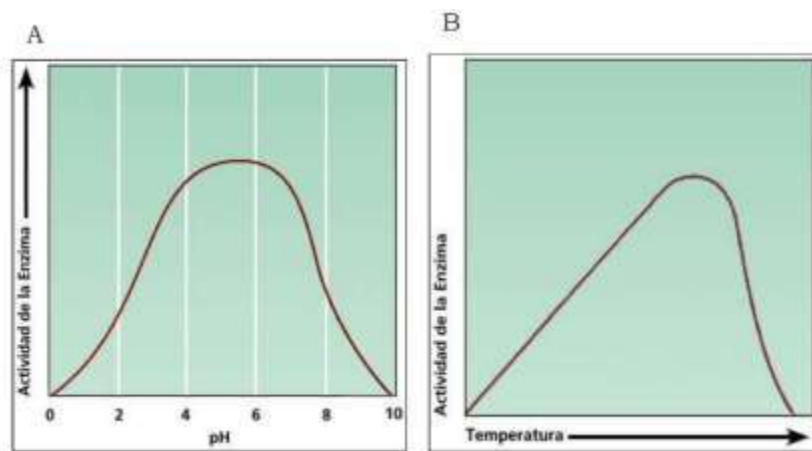 A
Actividad de la Enzima
0 2 4 6 8 10
pH
B
Actividad de la Enzima
Temperatura